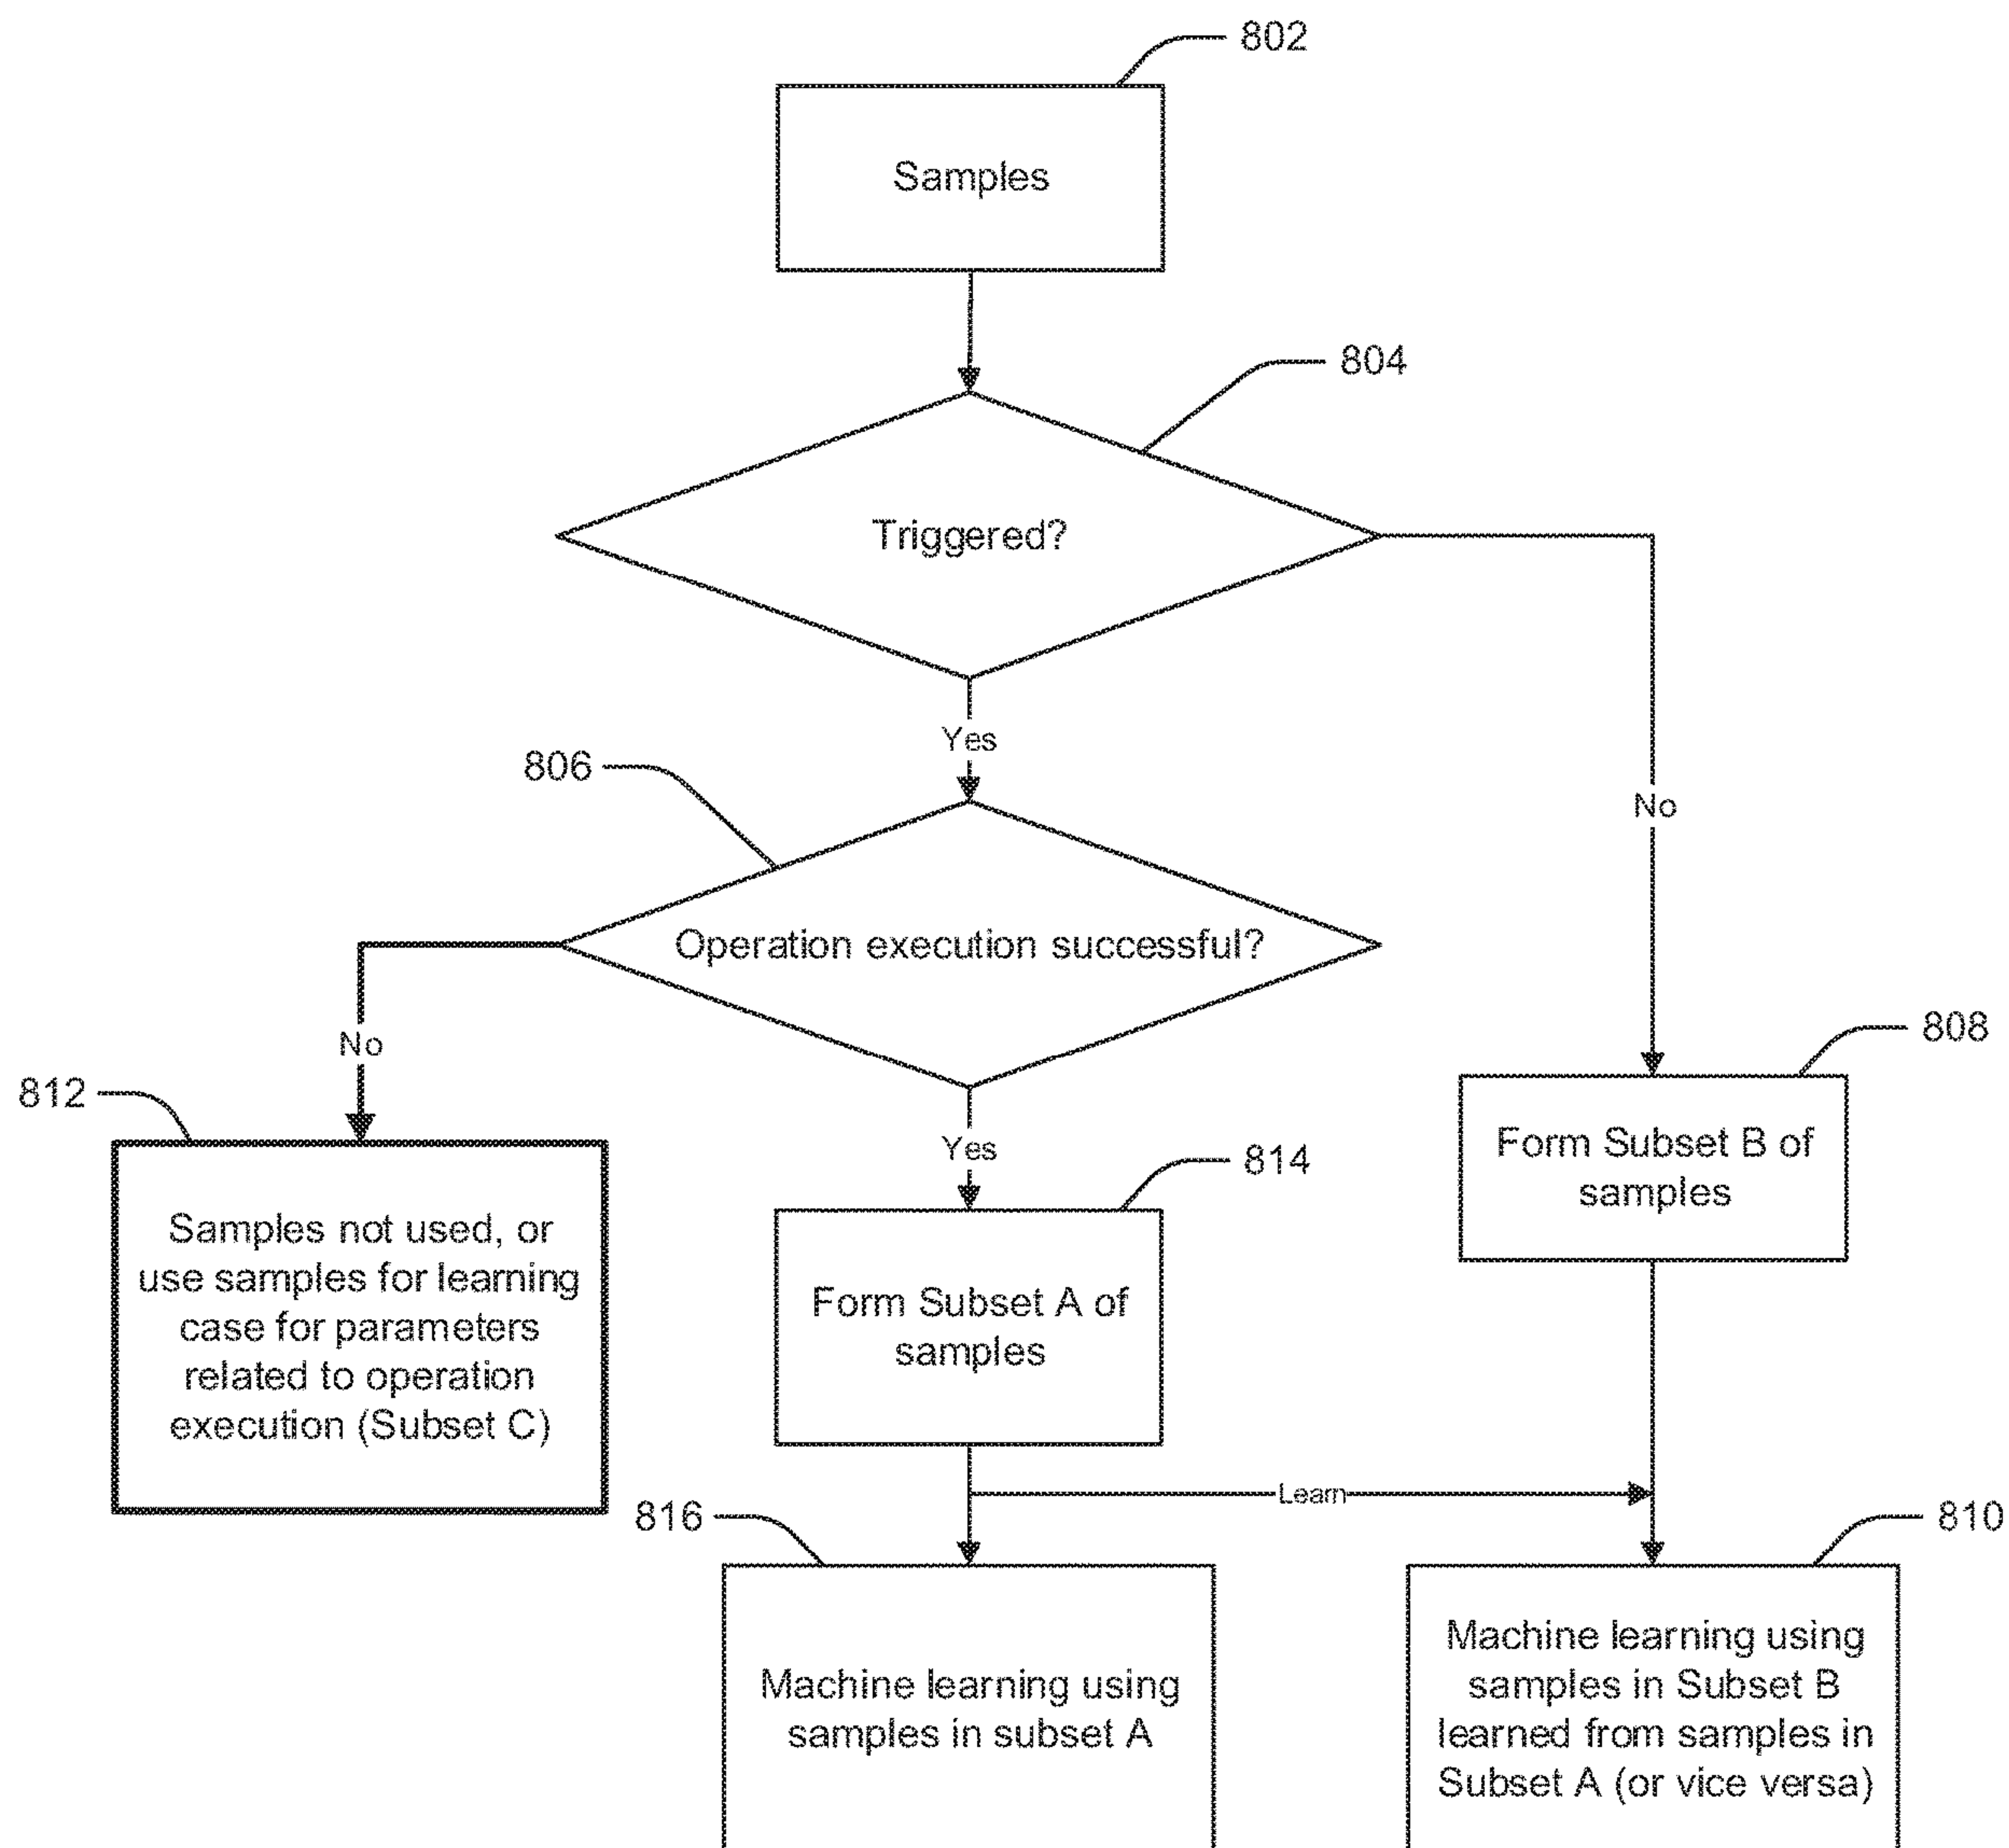 802
Samples
804
Triggered?
Yes
806
No
Operation execution successful?
808
No
812
Form Subset B of
samples
Yes
814
Samples not used, or
use samples for learning
case for parameters
related to operation
execution (Subset C)
Form Subset A of
samples
Learn
816
810
Machine learning using
samples in subset A
Machine learning using
samples in Subset B
learned from samples in
Subset A (or vice versa)